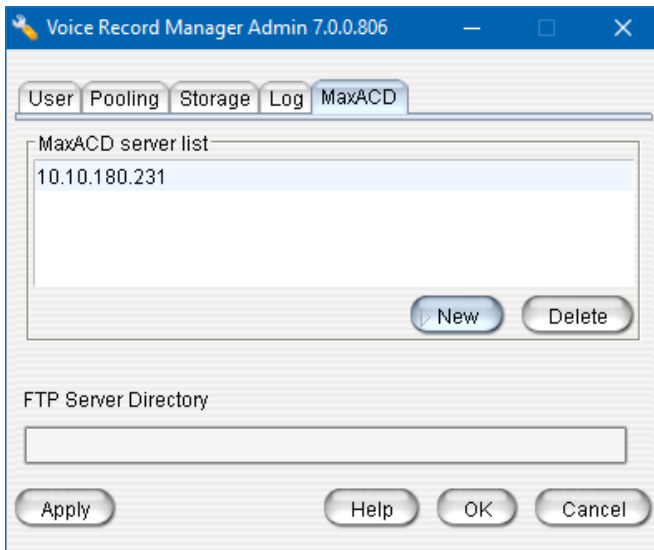 Voice Record Manager Admin 7.0.0.806
User Pooling Storage Log MaxACD
MaxACD server list
10.10.180.231
New Delete
FTP Server Directory
Apply Help OK Cancel